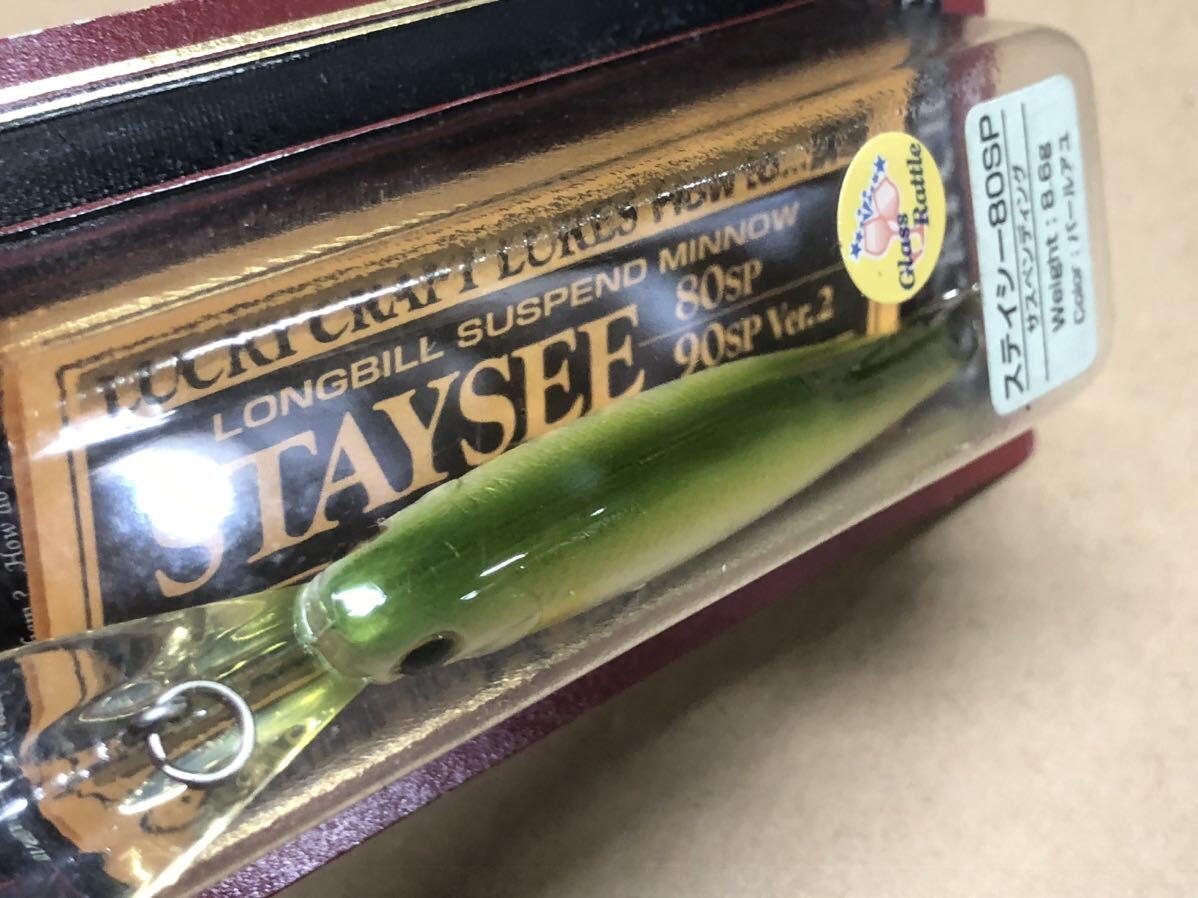 LUCKY CRAFT LURES How to...
LONGBILL SUSPEND MINNOW
STAYSEE
80SP
90SP Ver.2
Glass
Rattle
ステイシー80SP
サスペンディング
Weight : 8.6g
Color : パールアユ